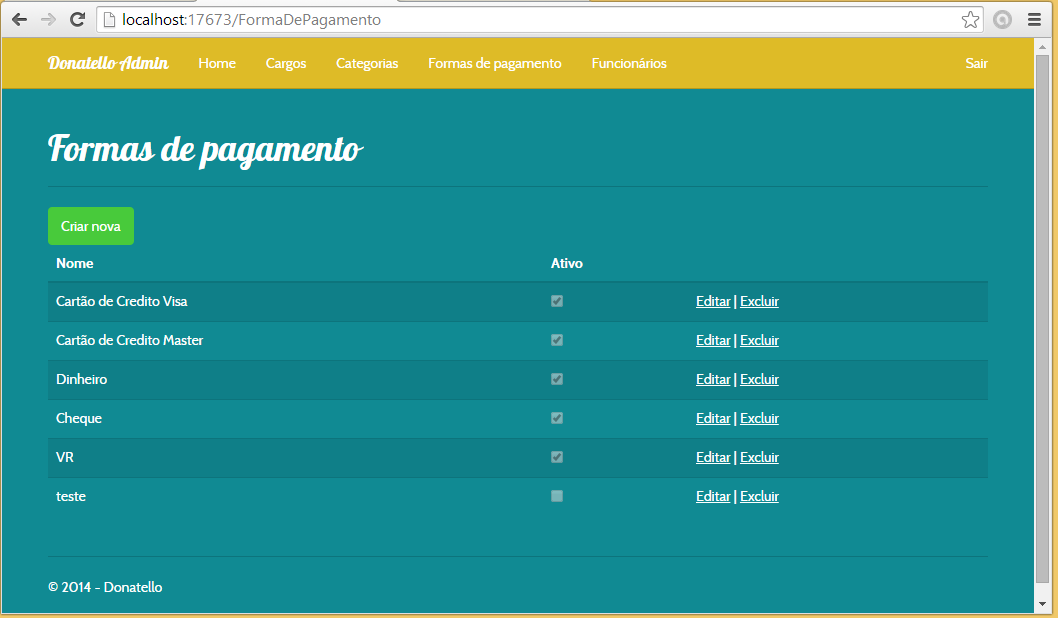 localhost:17673/FormaDePagamento
Donatello Admin Home Cargos Categorias Formas de pagamento Funcionários Sair
Formas de pagamento
Criar nova
Nome Ativo
Cartão de Credito Visa Editar | Excluir
Cartão de Credito Master Editar | Excluir
Dinheiro Editar | Excluir
Cheque Editar | Excluir
VR Editar | Excluir
teste Editar | Excluir
© 2014 - Donatello